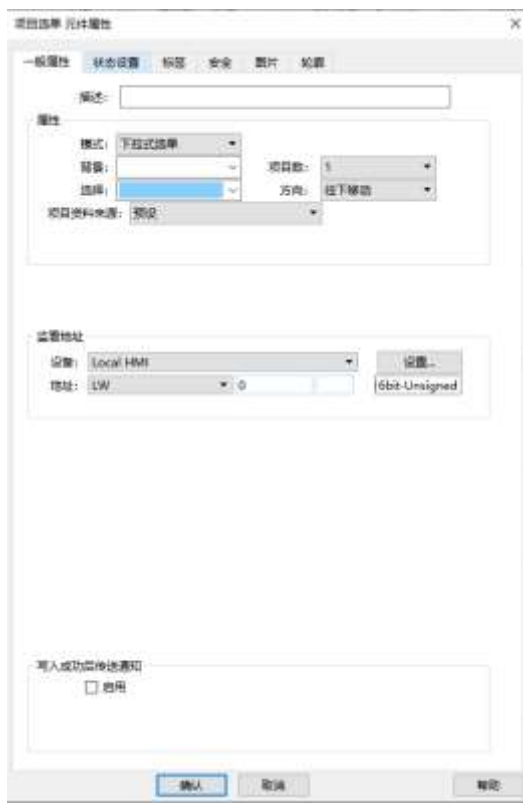 项目选单 元件属性
一般属性 状态设置 标签 安全 图片 轮廓
描述:
属性
模式: 下拉式选单
背景: 项目数: 1
选择: 方向: 往下移动
项目资料来源: 预设
监看地址
设备: Local HMI 设置...
地址: LW 0 6bit-Unsigned
写入成功后传送通知
启用
确认 取消 帮助